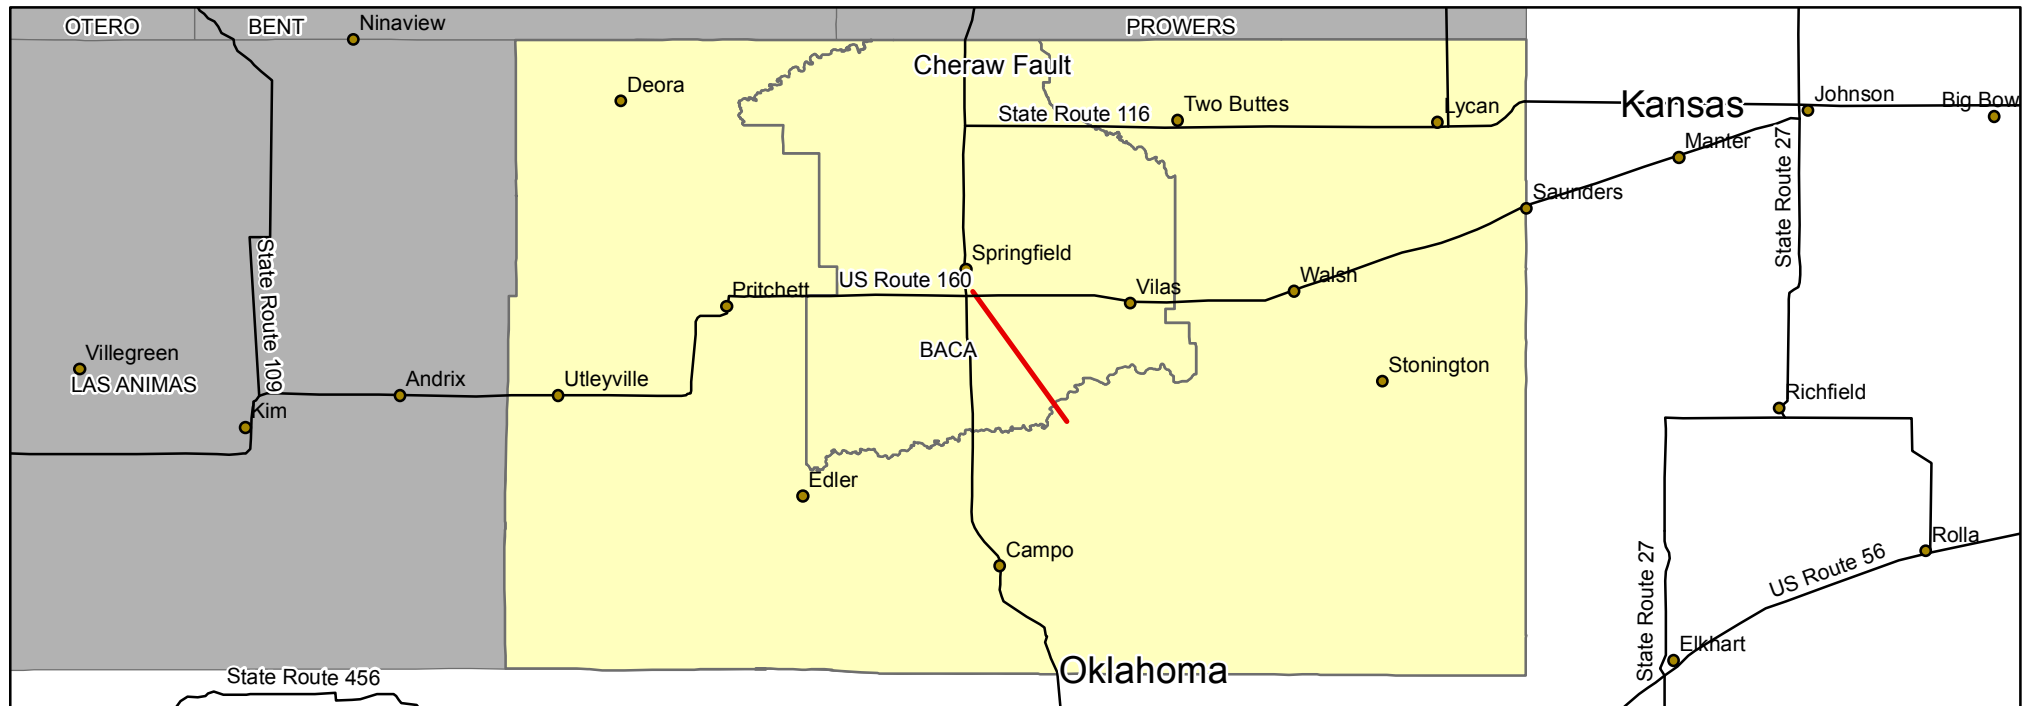 OTERO
BENT
Ninaview
PROWERS
Cheraw Fault
Deora
Two Buttes
Lycan
Kansas
Johnson
Big Bow
State Route 116
Manter
State Route 27
Saunders
State Route 109
Springfield
US Route 160
Pritchett
Vilas
Walsh
BACA
Villegreen
LAS ANIMAS
Andrix
Utleyville
Stonington
Kim
Richfield
Edler
Campo
Rolla
US Route 56
State Route 27
Elkhart
Oklahoma
State Route 456